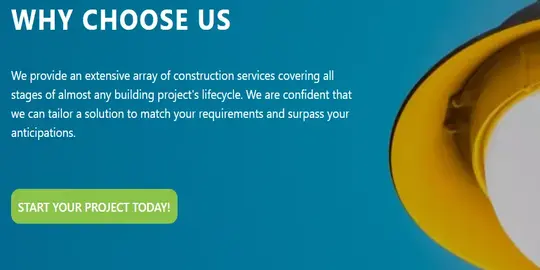 WHY CHOOSE US
We provide an extensive array of construction services covering all
stages of almost any building project's lifecycle. We are confident that
we can tailor a solution to match your requirements and surpass your
anticipations.
START YOUR PROJECT TODAY!